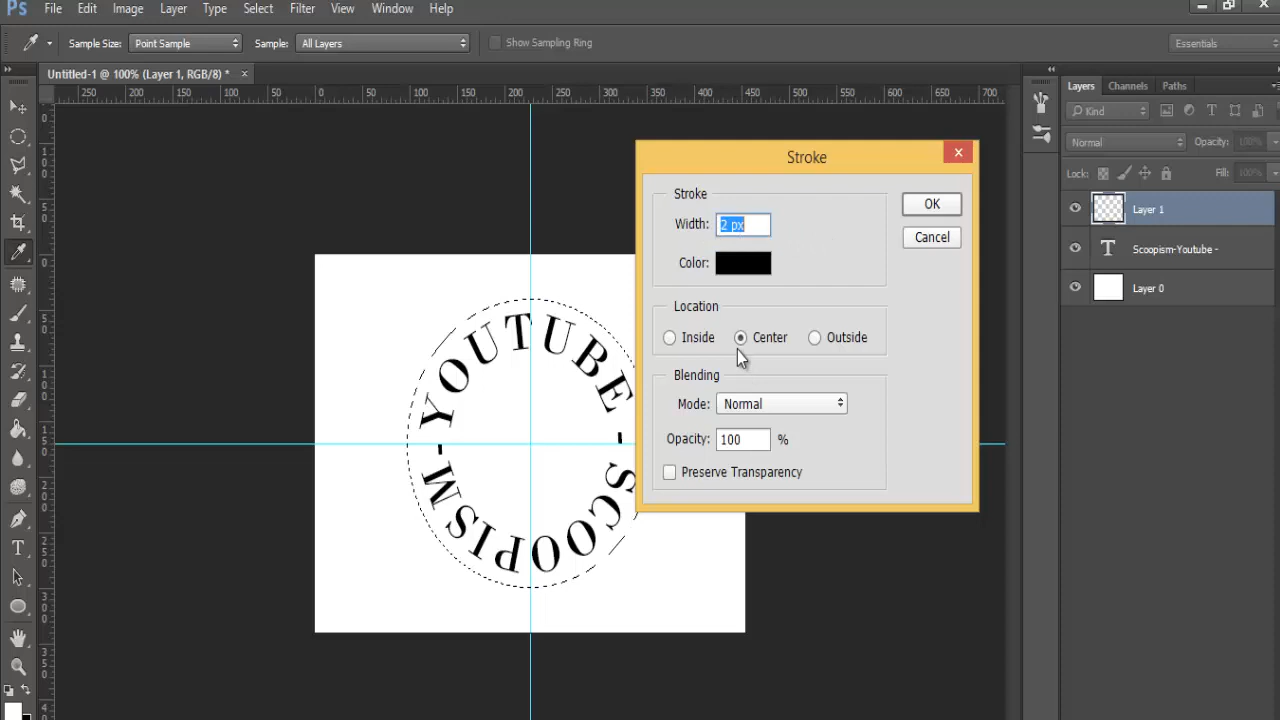 Ps File Edit Image Layer Type Select Filter View Window Help
Sample Size: Point Sample Sample: All Layers Show Sampling Ring Essentials
Untitled-1 @ 100% (Layer 1, RGB/8) * ×
250 200 150 100 50 0 50 100 150 200 250 300 350 400 450 500 550 600 650 700
Layers Channels Paths
Kind
Normal Opacity: 100%
Lock: Fill: 100%
Layer 1
T Scoopism-Youtube -
Layer 0
Stroke
Stroke
Width: 2 px
Color:
OK
Cancel
Location
Inside Center Outside
Blending
Mode: Normal
Opacity: 100 %
Preserve Transparency
YOUTUBE - SCOOPISM-